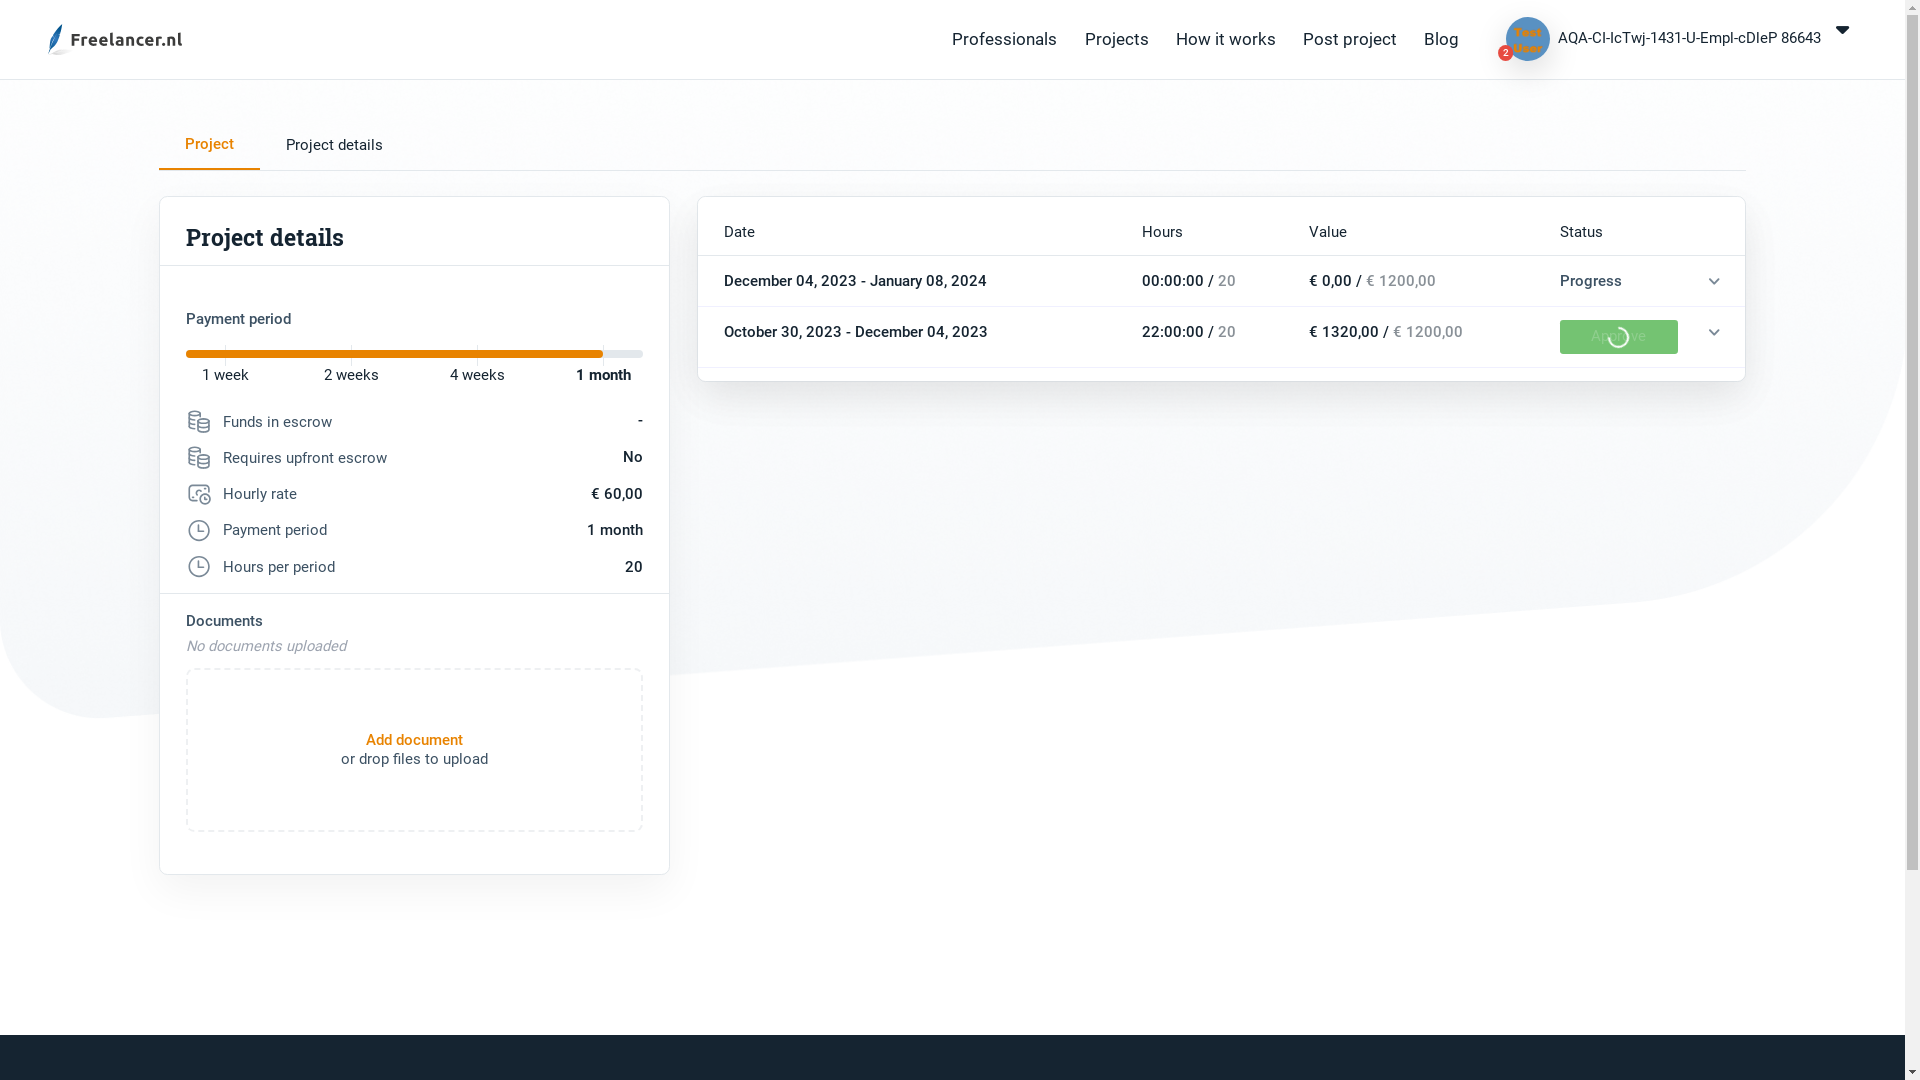 Freelancer.nl
Professionals
Projects
How it works
Post project
Blog
Test
User
2
AQA-CI-IcTwj-1431-U-Empl-cDleP 86643
Project
Project details
Project details
Payment period
1 week
2 weeks
4 weeks
1 month
Funds in escrow
-
Requires upfront escrow
No
Hourly rate
€ 60,00
Payment period
1 month
Hours per period
20
Documents
No documents uploaded
Add document
or drop files to upload
Date
Hours
Value
Status
December 04, 2023 - January 08, 2024
00:00:00 / 20
€ 0,00 / € 1200,00
Progress
October 30, 2023 - December 04, 2023
22:00:00 / 20
€ 1320,00 / € 1200,00
Approve